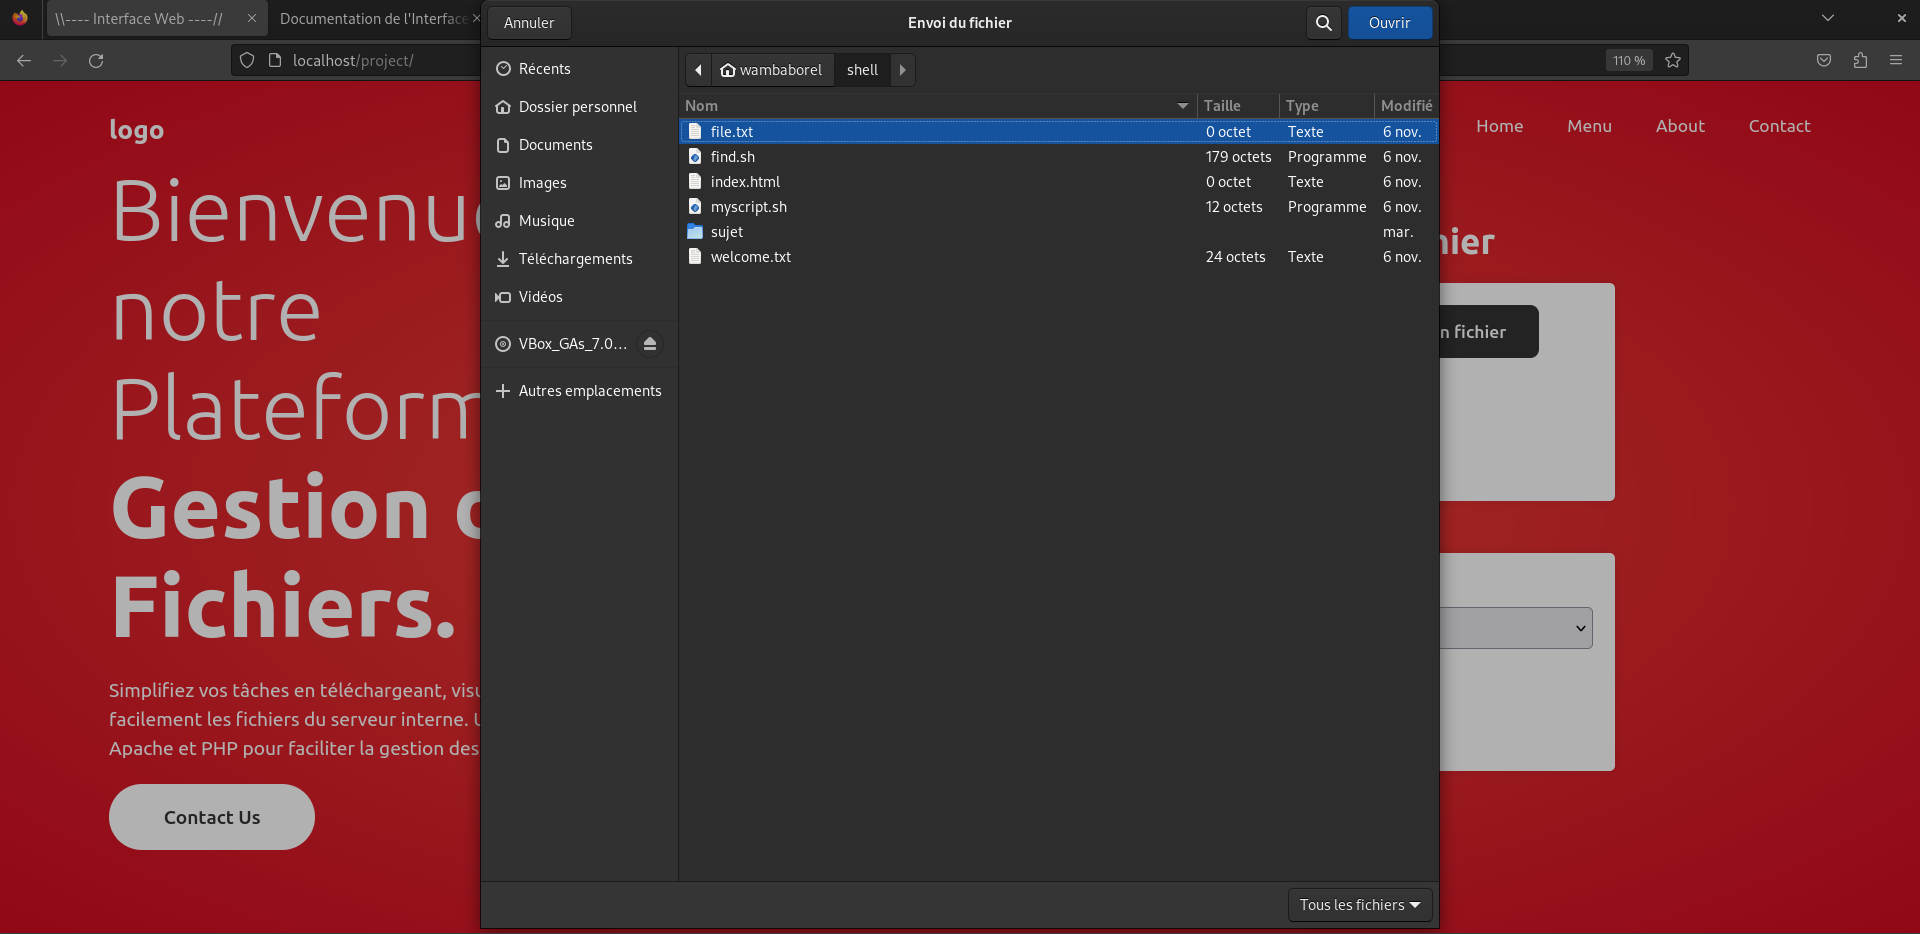 \\---- Interface Web ----//
Documentation de l'Interface
localhost/project/
110 %
Annuler
Envoi du fichier
Ouvrir
Récents
Dossier personnel
Documents
Images
Musique
Téléchargements
Vidéos
VBox_GAs_7.0...
Autres emplacements
wambaborel
shell
Nom Taille Type Modifié
file.txt 0 octet Texte 6 nov.
find.sh 179 octets Programme 6 nov.
index.html 0 octet Texte 6 nov.
myscript.sh 12 octets Programme 6 nov.
sujet mar.
welcome.txt 24 octets Texte 6 nov.
Tous les fichiers
logo
Home Menu About Contact
Bienvenue
notre
Plateform
Gestion d
Fichiers.
Simplifiez vos tâches en téléchargeant, visu
facilement les fichiers du serveur interne. U
Apache et PHP pour faciliter la gestion des
Contact Us
hier
n fichier